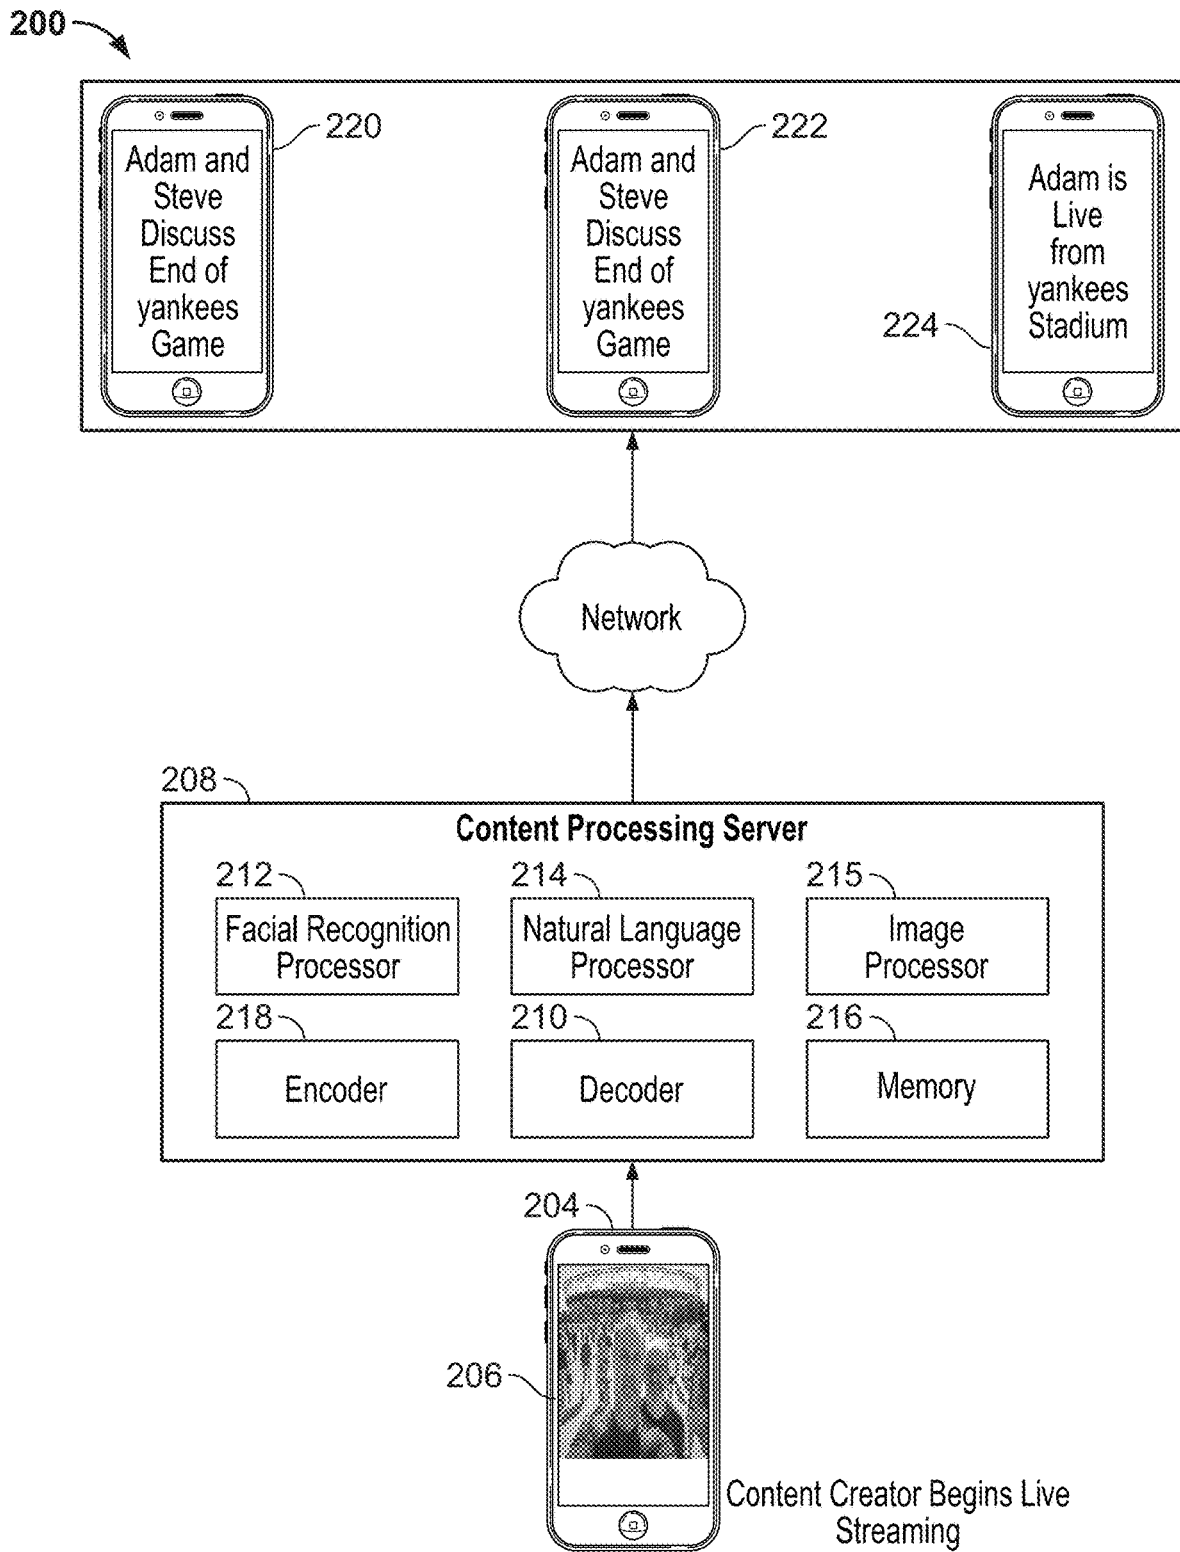 200
220
Adam and
Steve
Discuss
End of
yankees
Game
222
Adam and
Steve
Discuss
End of
yankees
Game
224
Adam is
Live
from
yankees
Stadium
Network
208
Content Processing Server
212
Facial Recognition
Processor
214
Natural Language
Processor
215
Image
Processor
218
Encoder
210
Decoder
216
Memory
204
206
Content Creator Begins Live
Streaming